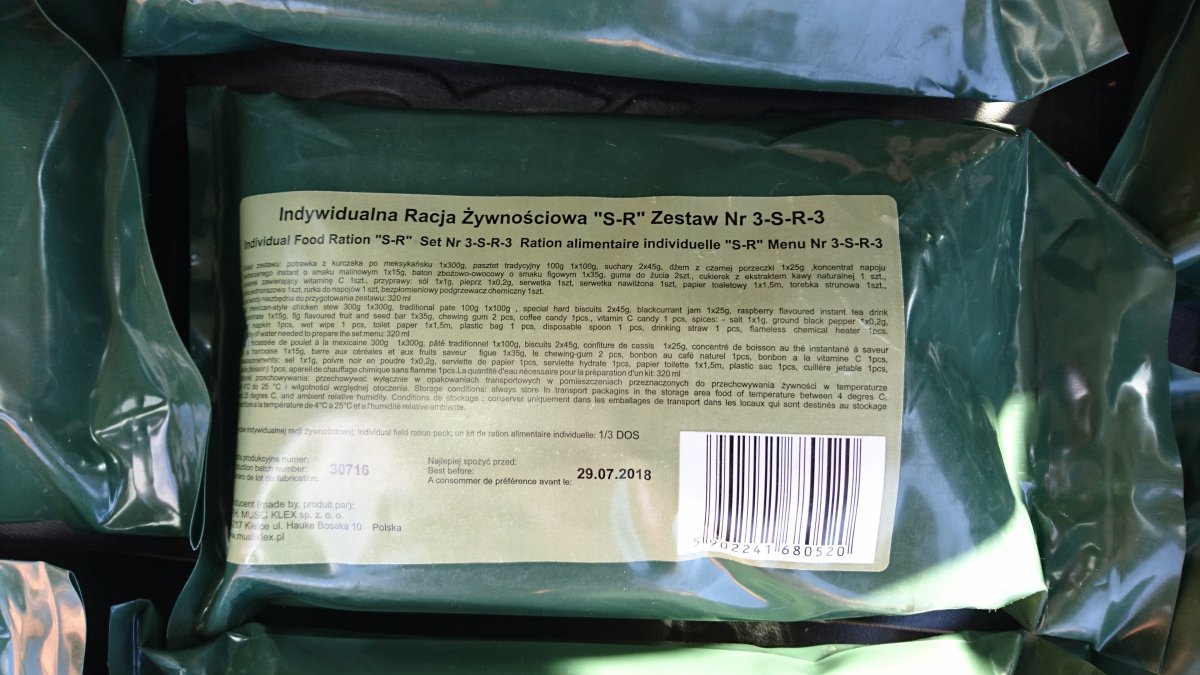 Indywidualna Racja Żywnościowa "S-R" Zestaw Nr 3-S-R-3
Individual Food Ration "S-R" Set Nr 3-S-R-3 Ration alimentaire individuelle "S-R" Menu Nr 3-S-R-3
zestawu: potrawka z kurczaka po meksykańsku 1x300g, pasztet tradycyjny 100g 1x100g, suchary 2x45g, dżem z czarnej porzeczki 1x25g ,koncentrat napoju
instant o smaku malinowym 1x15g, baton zbożowo-owocowy o smaku figowym 1x35g, guma do żucia 2szt., cukierek z ekstraktem kawy naturalnej 1 szt.,
zawierający witaminę C 1szt., przyprawy: sól 1x1g, pieprz 1x0,2g, serwetka 1szt, serwetka nawilżona 1szt, papier toaletowy 1x1,5m, torebka strunowa 1szt.,
jednorazowa 1szt, rurka do napojów 1 szt, bezpłomieniowy podgrzewacz chemiczny 1szt.
wody niezbędna do przygotowania zestawu: 320 ml
mexican-style chicken stew 300g 1x300g, traditional pate 100g 1x100g , special hard biscuits 2x45g, blackcurrant jam 1x25g, raspberry flavoured instant tea drink
1x15g, fig flavoured fruit and seed bar 1x35g, chewing gum 2 pcs, coffee candy 1pcs., vitamin C candy 1 pcs, spices: - salt 1x1g, ground black pepper 1x0,2g,
napkin 1pcs, wet wipe 1 pcs, toilet paper 1x1,5m, plastic bag 1 pcs, disposable spoon 1 pcs, drinking straw 1 pcs, flameless chemical heater 1pcs.
of water needed to prepare the set menu: 320 ml
fricassée de poulet à la mexicaine 300g 1x300g, pâté traditionnel 1x100g, biscuits 2x45g, confiture de cassis 1x25g, concentré de boisson au thé instantané à saveur
framboise 1x15g, barre aux céréales et aux fruits saveur figue 1x35g, le chewing-gum 2 pcs, bonbon au café naturel 1pcs, bonbon a la vitamine C 1pcs,
sel 1x1g, poivre noir en poudre 1x0,2g, serviette de papier 1pcs, serviette hydrate 1pcs, papier toilette 1x1,5m, plastic sac 1pcs, cuillère jetable 1pcs,
(boisson) 1pcs, apareil de chauffage chimique sans flamme 1pcs.La quantité d'eau nécessaire pour la préparation d'un kit: 320 ml
przechowywania: przechowywać wyłącznie w opakowaniach transportowych w pomieszczeniach przeznaczonych do przechowywania żywności w temperaturze
4°C do 25 °C i wilgotności względnej otoczenia. Storage conditions: always store in transport packagins in the storage area food of temperature between 4 degres C,
25 degres C, and ambient relative humidity. Conditions de stockage : conserver uniquement dans les emballages de transport dans les locaux qui sont destinés au stockage
a la température de 4°C a 25°C et a l'humidité relative ambiante.
indywidualnej racji żywnościowej; individual field ration pack; un kit de ration alimentaire individuelle: 1/3 DOS
produkcyjna numer:
batch number:
de lot de fabrication:
30716
Najlepiej spożyć przed:
Best before:
A consommer de préférence avant le:
29.07.2018
(made by, produit par):
KLEX sp. z. o. o.
Kielce ul. Hauke Bosaka 10 Polska
5 902241 680520